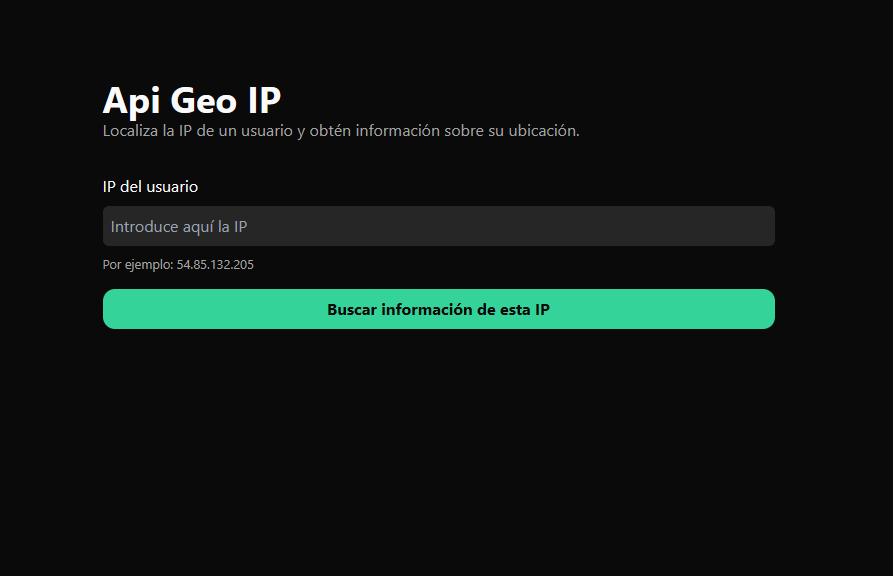 Api Geo IP
Localiza la IP de un usuario y obtén información sobre su ubicación.
IP del usuario
Introduce aquí la IP
Por ejemplo: 54.85.132.205
Buscar información de esta IP